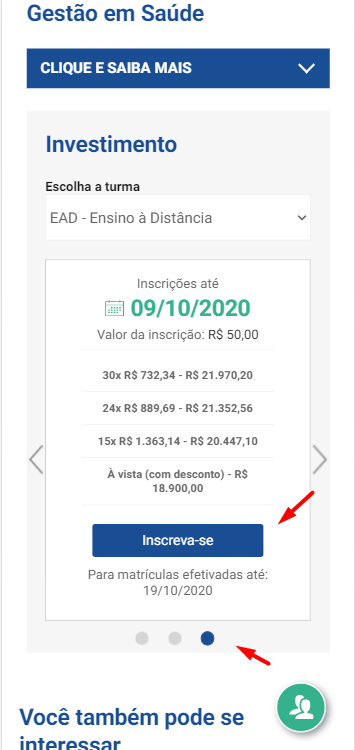 Gestão em Saúde
CLIQUE E SAIBA MAIS
Investimento
Escolha a turma
EAD - Ensino à Distância
Inscrições até
09/10/2020
Valor da inscrição: R$ 50,00
30x R$ 732,34 - R$ 21.970,20
24x R$ 889,69 - R$ 21.352,56
15x R$ 1.363,14 - R$ 20.447,10
À vista (com desconto) - R$
18.900,00
Inscreva-se
Para matrículas efetivadas até:
19/10/2020
Você também pode se
interessar